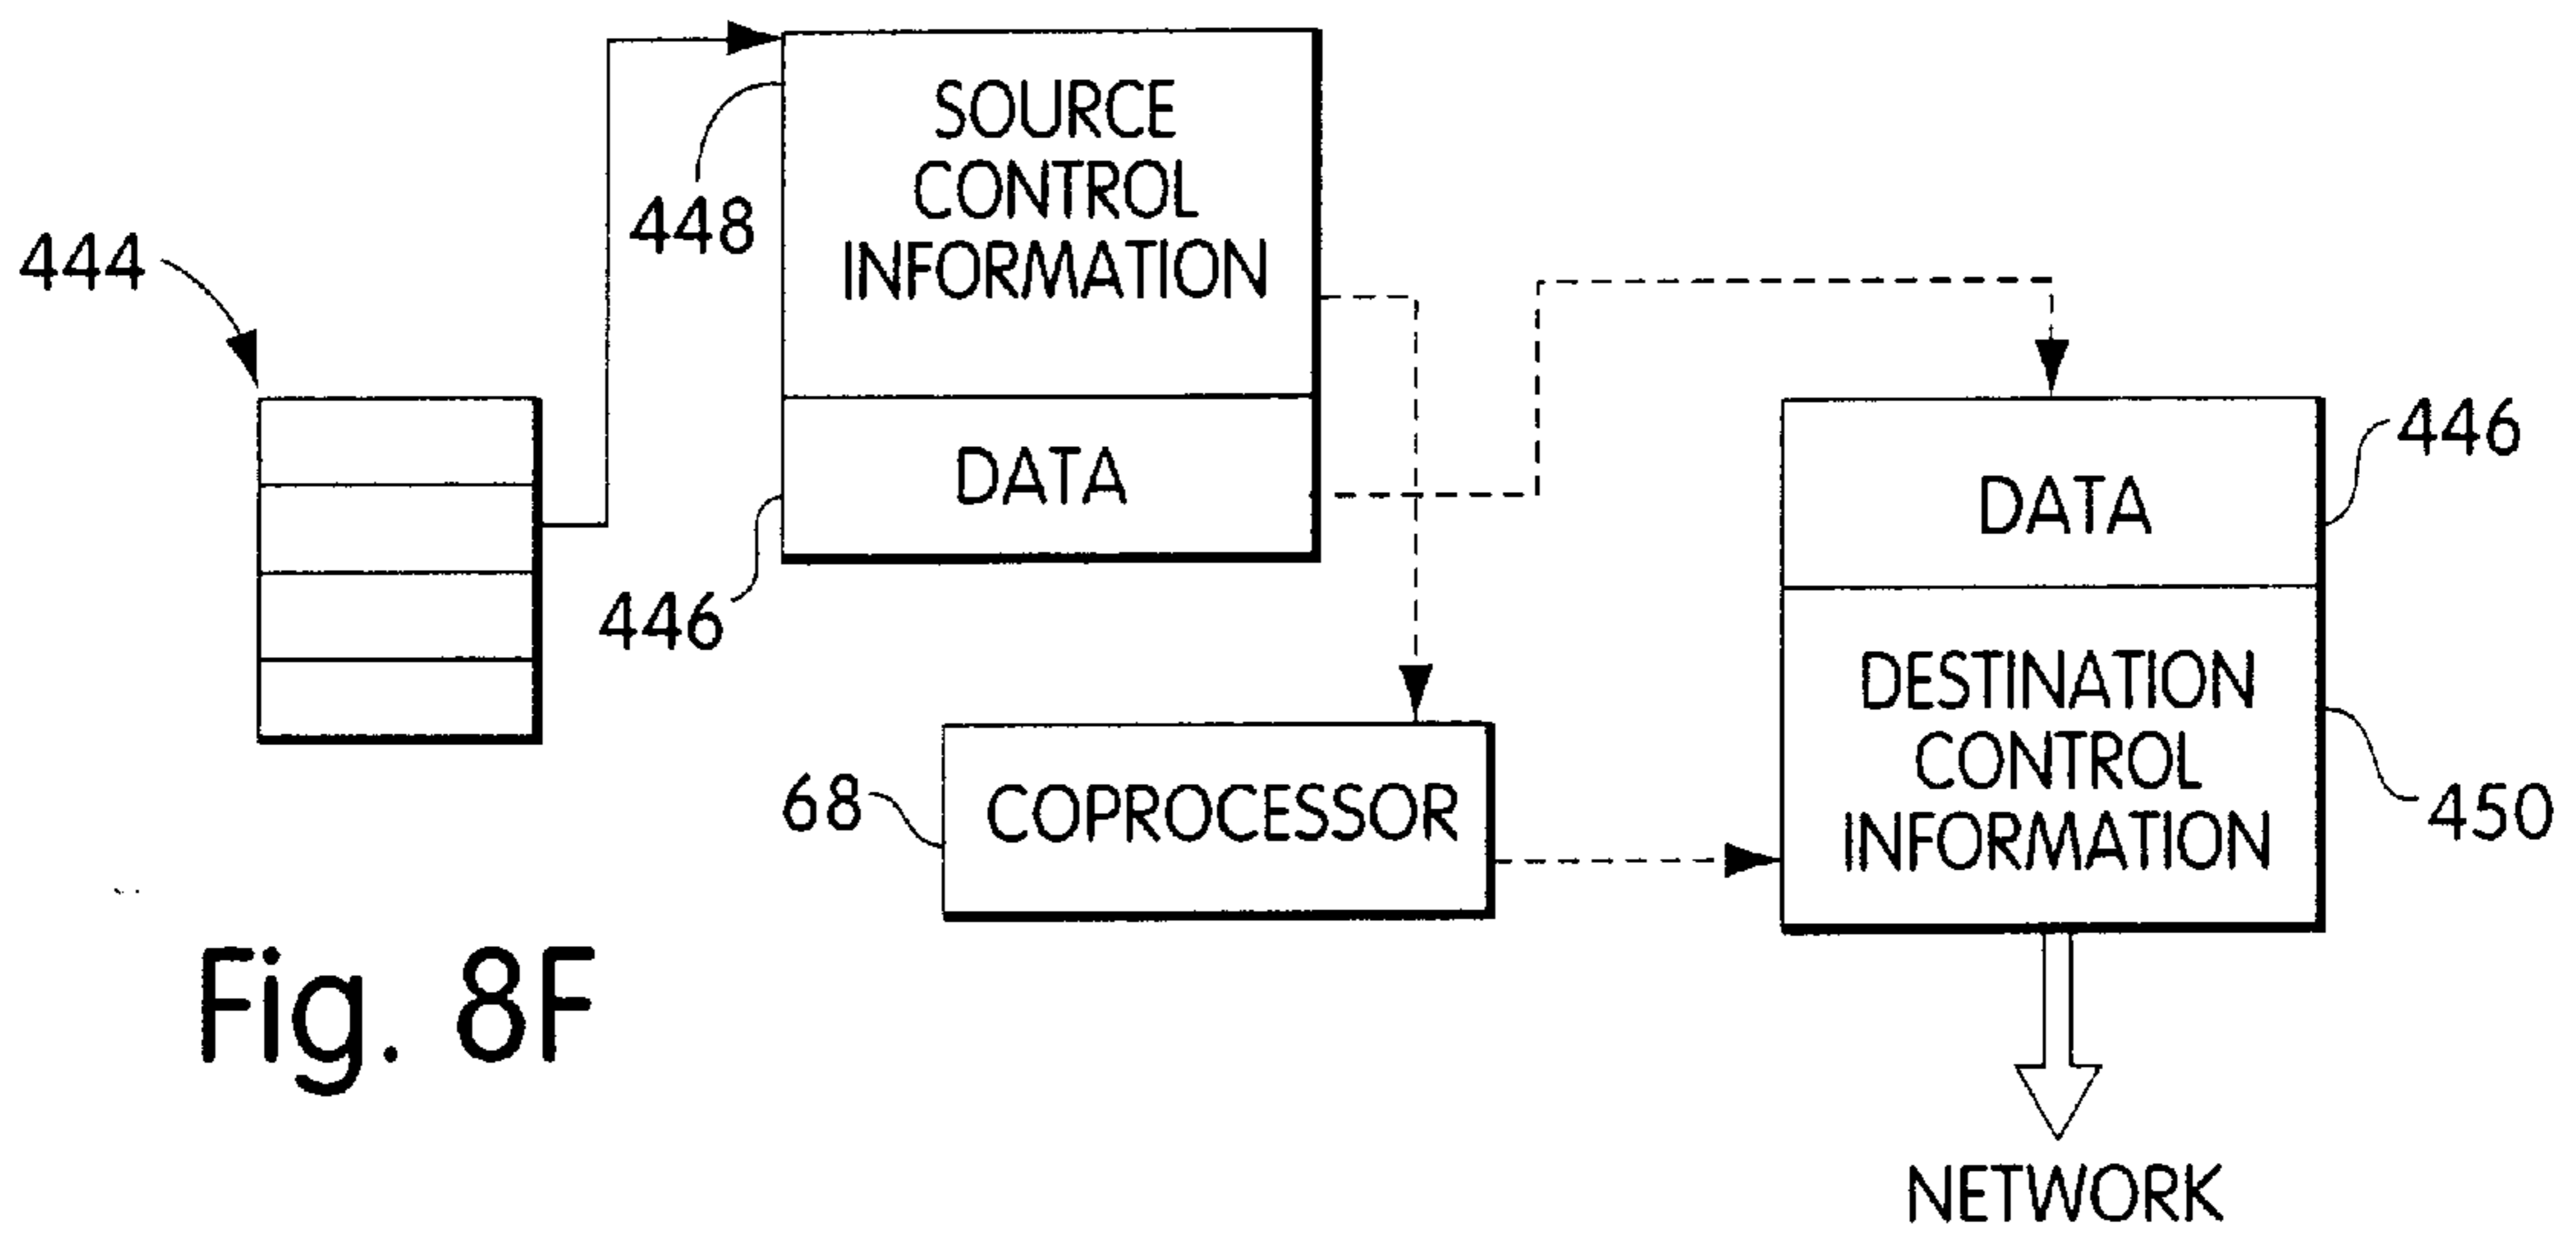 SOURCE
CONTROL
INFORMATION
448
444
DATA
446
446
DATA
DESTINATION
CONTROL
INFORMATION
450
68
COPROCESSOR
Fig. 8F
NETWORK